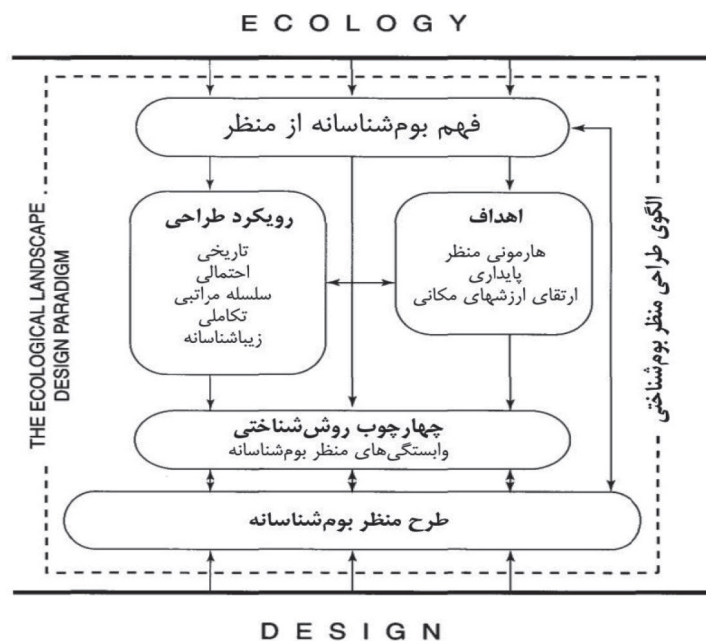 ECOLOGY
فهم بوم‌شناسانه از منظر
رویکرد طراحی
تاریخی
احتمالی
سلسله مراتبی
تکاملی
زیباشناسانه
اهداف
هارمونی منظر
پایداری
ارتقای ارزشهای مکانی
چهارچوب روش‌شناختی
وابستگی‌های منظر بوم‌شناسانه
طرح منظر بوم‌شناسانه
THE ECOLOGICAL LANDSCAPE
DESIGN PARADIGM
الگوی طراحی منظر بوم‌شناختی
DESIGN